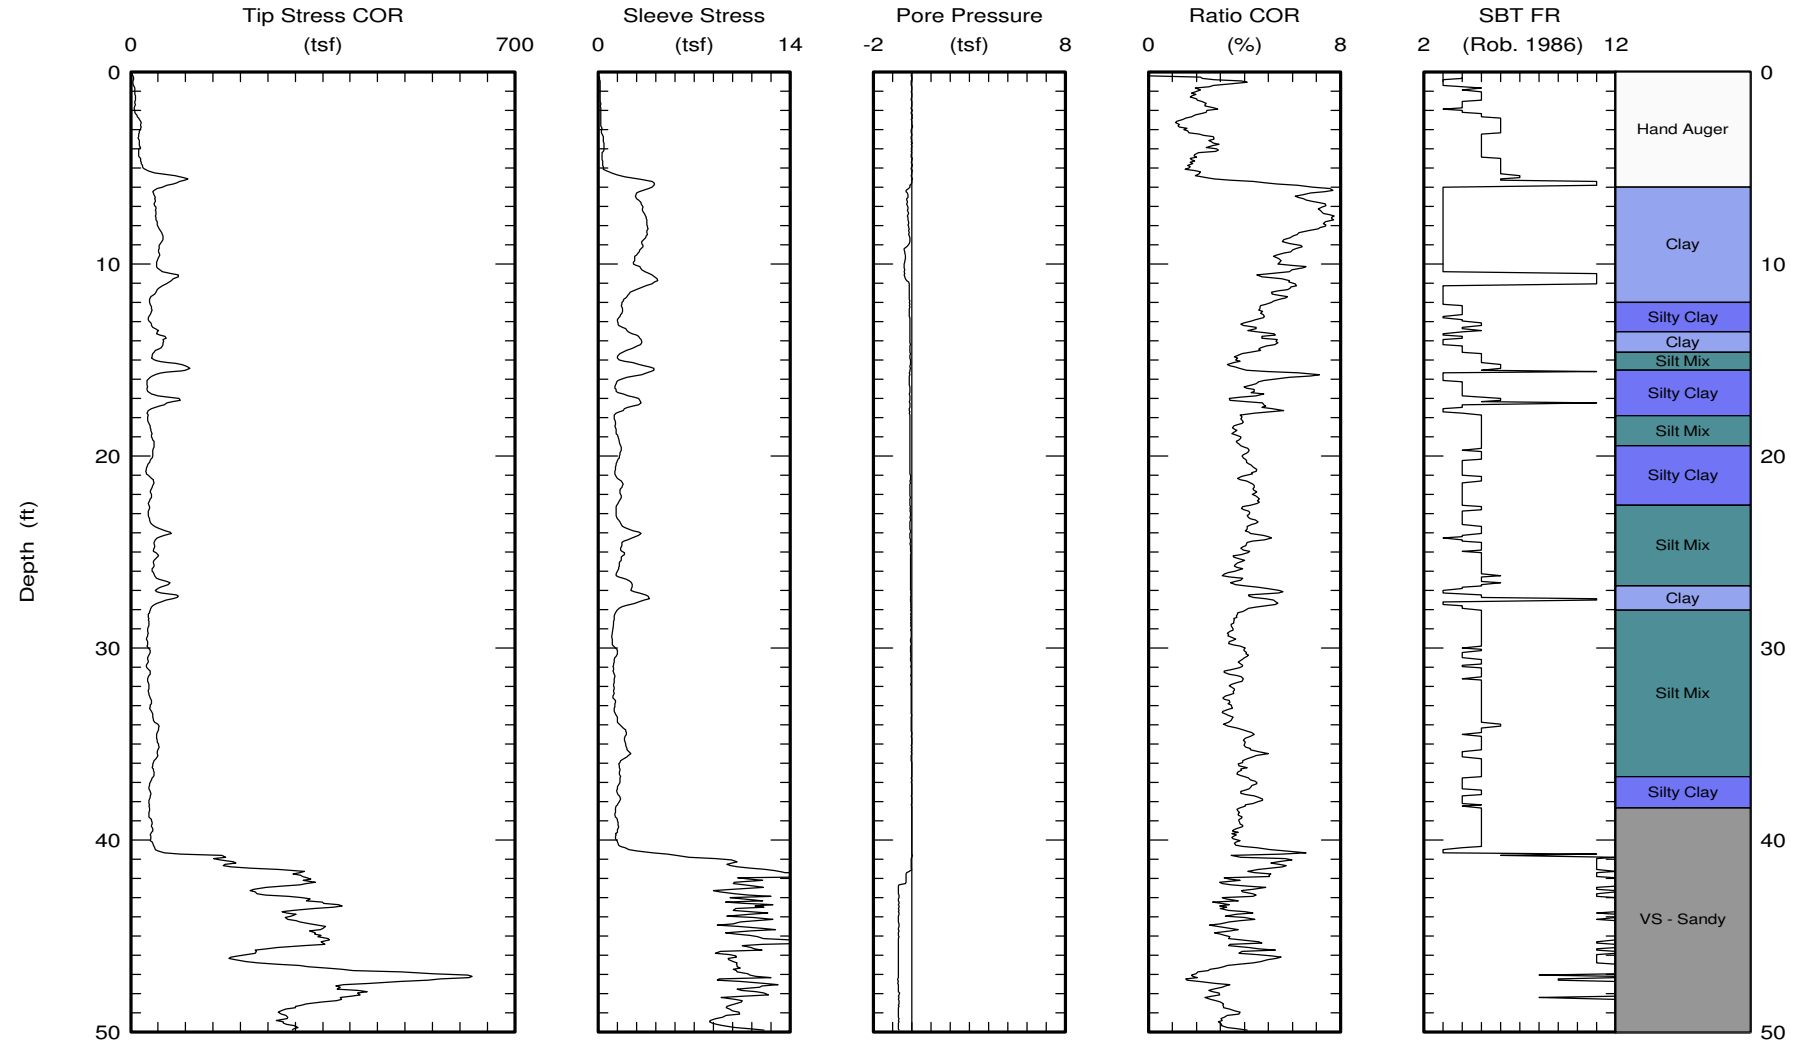 Tip Stress COR
Sleeve Stress
Pore Pressure
Ratio COR
SBT FR
0 (tsf) 700
0 (tsf) 14
-2 (tsf) 8
0 (%) 8
2 (Rob. 1986) 12
0
0
Hand Auger
Clay
10
10
Silty Clay
Clay
Silt Mix
Silty Clay
Silt Mix
20
20
Silty Clay
Silt Mix
Depth (ft)
Clay
30
30
Silt Mix
Silty Clay
40
40
VS - Sandy
50
50